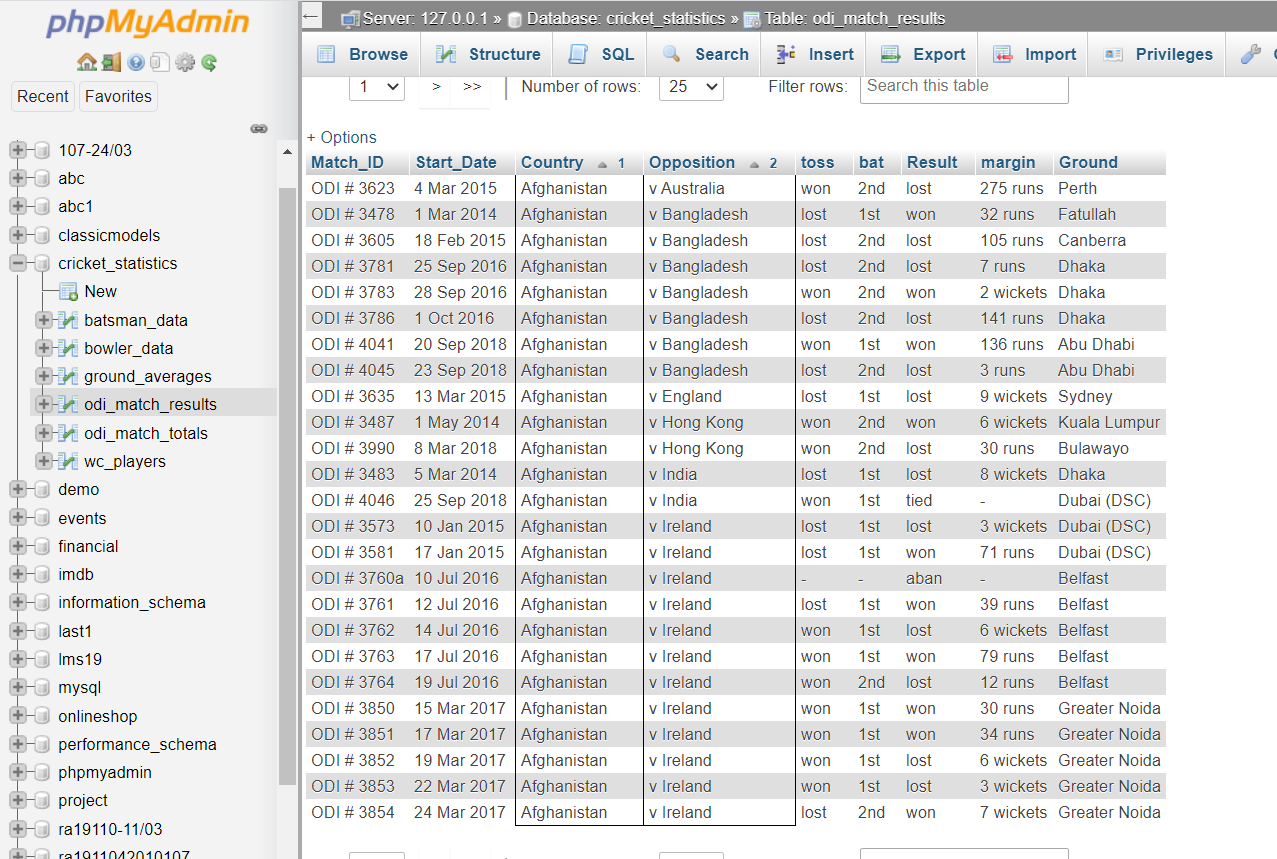 phpMyAdmin
Recent Favorites
107-24/03
abc
abc1
classicmodels
cricket_statistics
New
batsman_data
bowler_data
ground_averages
odi_match_results
odi_match_totals
wc_players
demo
events
financial
imdb
information_schema
last1
lms19
mysql
onlineshop
performance_schema
phpmyadmin
project
ra19110-11/03
ra1911042010107
Server: 127.0.0.1 » Database: cricket_statistics » Table: odi_match_results
Browse Structure SQL Search Insert Export Import Privileges
1 > >> | Number of rows: 25 Filter rows: Search this table
+ Options
Match_ID Start_Date Country 1 Opposition 2 toss bat Result margin Ground
ODI # 3623 4 Mar 2015 Afghanistan v Australia won 2nd lost 275 runs Perth
ODI # 3478 1 Mar 2014 Afghanistan v Bangladesh lost 1st won 32 runs Fatullah
ODI # 3605 18 Feb 2015 Afghanistan v Bangladesh lost 2nd lost 105 runs Canberra
ODI # 3781 25 Sep 2016 Afghanistan v Bangladesh lost 2nd lost 7 runs Dhaka
ODI # 3783 28 Sep 2016 Afghanistan v Bangladesh won 2nd won 2 wickets Dhaka
ODI # 3786 1 Oct 2016 Afghanistan v Bangladesh lost 2nd lost 141 runs Dhaka
ODI # 4041 20 Sep 2018 Afghanistan v Bangladesh won 1st won 136 runs Abu Dhabi
ODI # 4045 23 Sep 2018 Afghanistan v Bangladesh lost 2nd lost 3 runs Abu Dhabi
ODI # 3635 13 Mar 2015 Afghanistan v England lost 1st lost 9 wickets Sydney
ODI # 3487 1 May 2014 Afghanistan v Hong Kong won 2nd won 6 wickets Kuala Lumpur
ODI # 3990 8 Mar 2018 Afghanistan v Hong Kong won 2nd lost 30 runs Bulawayo
ODI # 3483 5 Mar 2014 Afghanistan v India lost 1st lost 8 wickets Dhaka
ODI # 4046 25 Sep 2018 Afghanistan v India won 1st tied - Dubai (DSC)
ODI # 3573 10 Jan 2015 Afghanistan v Ireland lost 1st lost 3 wickets Dubai (DSC)
ODI # 3581 17 Jan 2015 Afghanistan v Ireland lost 1st won 71 runs Dubai (DSC)
ODI # 3760a 10 Jul 2016 Afghanistan v Ireland - - aban - Belfast
ODI # 3761 12 Jul 2016 Afghanistan v Ireland lost 1st won 39 runs Belfast
ODI # 3762 14 Jul 2016 Afghanistan v Ireland won 1st lost 6 wickets Belfast
ODI # 3763 17 Jul 2016 Afghanistan v Ireland won 1st won 79 runs Belfast
ODI # 3764 19 Jul 2016 Afghanistan v Ireland won 2nd lost 12 runs Belfast
ODI # 3850 15 Mar 2017 Afghanistan v Ireland won 1st won 30 runs Greater Noida
ODI # 3851 17 Mar 2017 Afghanistan v Ireland won 1st won 34 runs Greater Noida
ODI # 3852 19 Mar 2017 Afghanistan v Ireland won 1st lost 6 wickets Greater Noida
ODI # 3853 22 Mar 2017 Afghanistan v Ireland won 1st lost 3 wickets Greater Noida
ODI # 3854 24 Mar 2017 Afghanistan v Ireland lost 2nd won 7 wickets Greater Noida